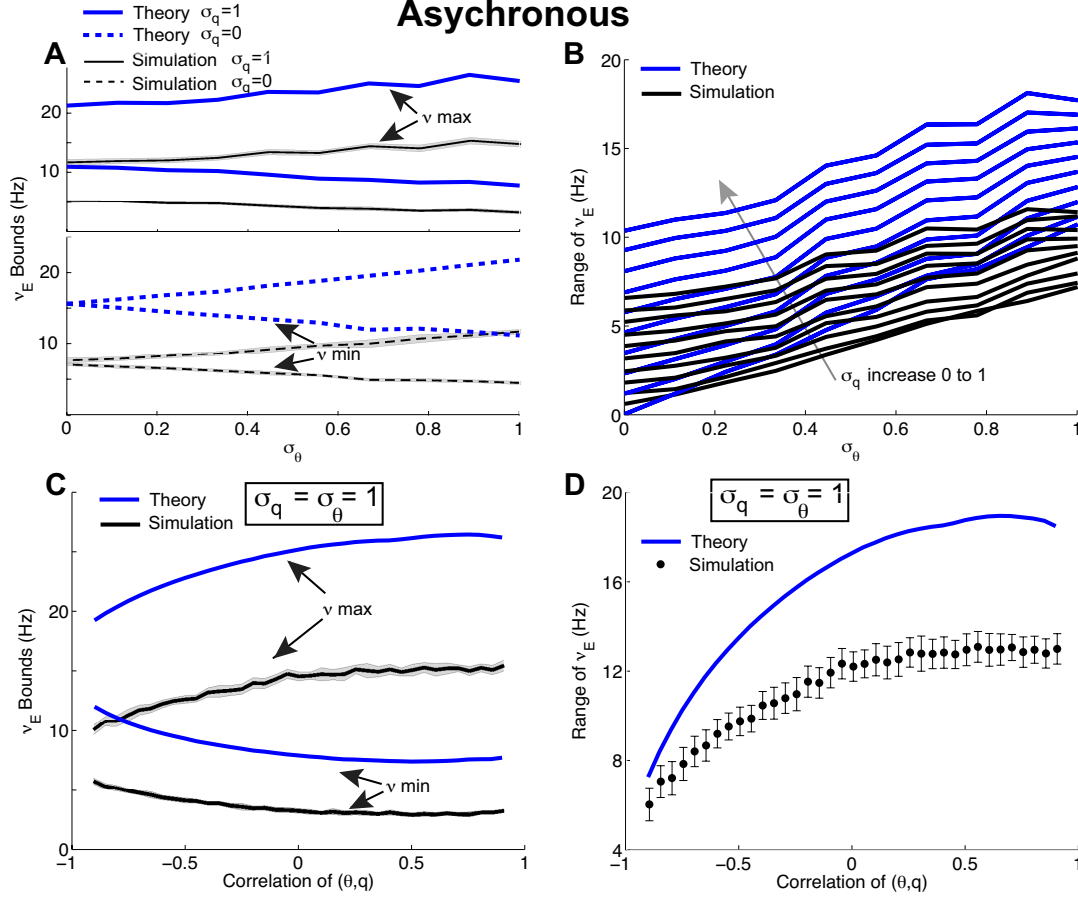 Asychronous
Theory σq=1
Theory σq=0
Simulation σq=1
Simulation σq=0
A
νE Bounds (Hz)
20
10
ν max
20
10
0
ν min
0 0.2 0.4 0.6 0.8 1
σθ
B
Theory
Simulation
Range of νE (Hz)
20
15
10
5
0
σq increase 0 to 1
0 0.2 0.4 0.6 0.8 1
σθ
C
Theory
Simulation
σq = σθ = 1
νE Bounds (Hz)
20
10
0
ν max
ν min
−1 −0.5 0 0.5 1
Correlation of (θ,q)
D
σq = σθ = 1
Theory
Simulation
Range of νE (Hz)
20
16
12
8
4
−1 −0.5 0 0.5 1
Correlation of (θ,q)